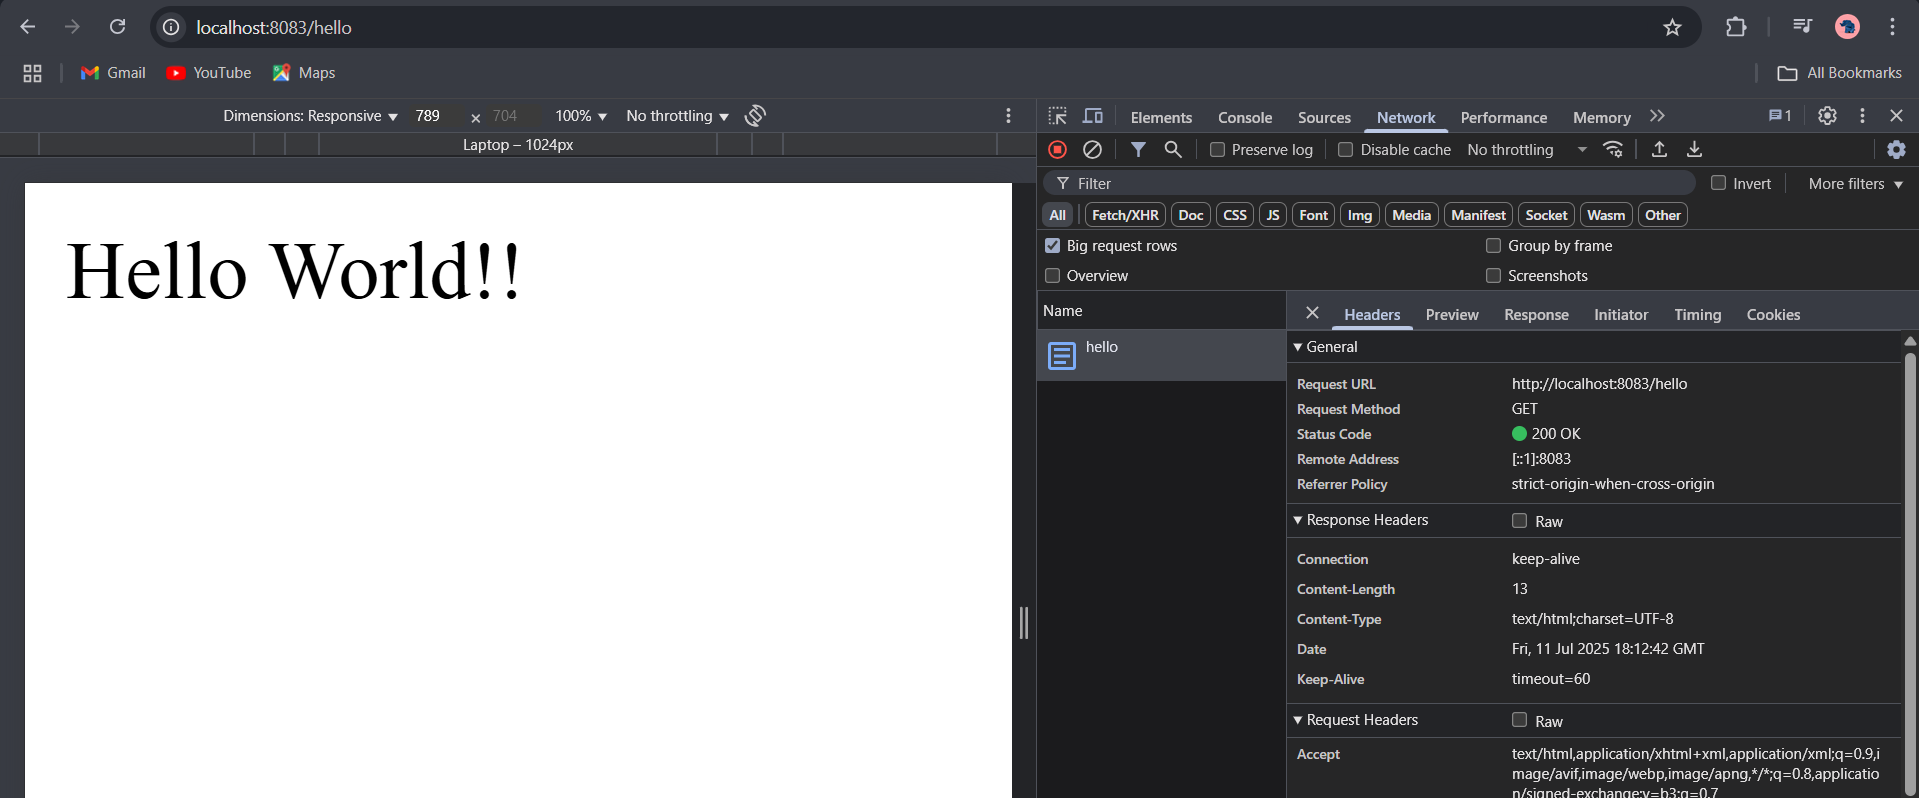 localhost:8083/hello
Gmail YouTube Maps All Bookmarks
Dimensions: Responsive 789 × 704 100% No throttling
Laptop – 1024px
Hello World!!
Elements Console Sources Network Performance Memory 1
Preserve log Disable cache No throttling
Filter Invert More filters
All Fetch/XHR Doc CSS JS Font Img Media Manifest Socket Wasm Other
Big request rows Group by frame
Overview Screenshots
Name
hello
Headers Preview Response Initiator Timing Cookies
General
Request URL http://localhost:8083/hello
Request Method GET
Status Code 200 OK
Remote Address [::1]:8083
Referrer Policy strict-origin-when-cross-origin
Response Headers Raw
Connection keep-alive
Content-Length 13
Content-Type text/html;charset=UTF-8
Date Fri, 11 Jul 2025 18:12:42 GMT
Keep-Alive timeout=60
Request Headers Raw
Accept text/html,application/xhtml+xml,application/xml;q=0.9,i
mage/avif,image/webp,image/apng,*/*;q=0.8,applicatio
n/signed-exchange;v=b3;q=0.7